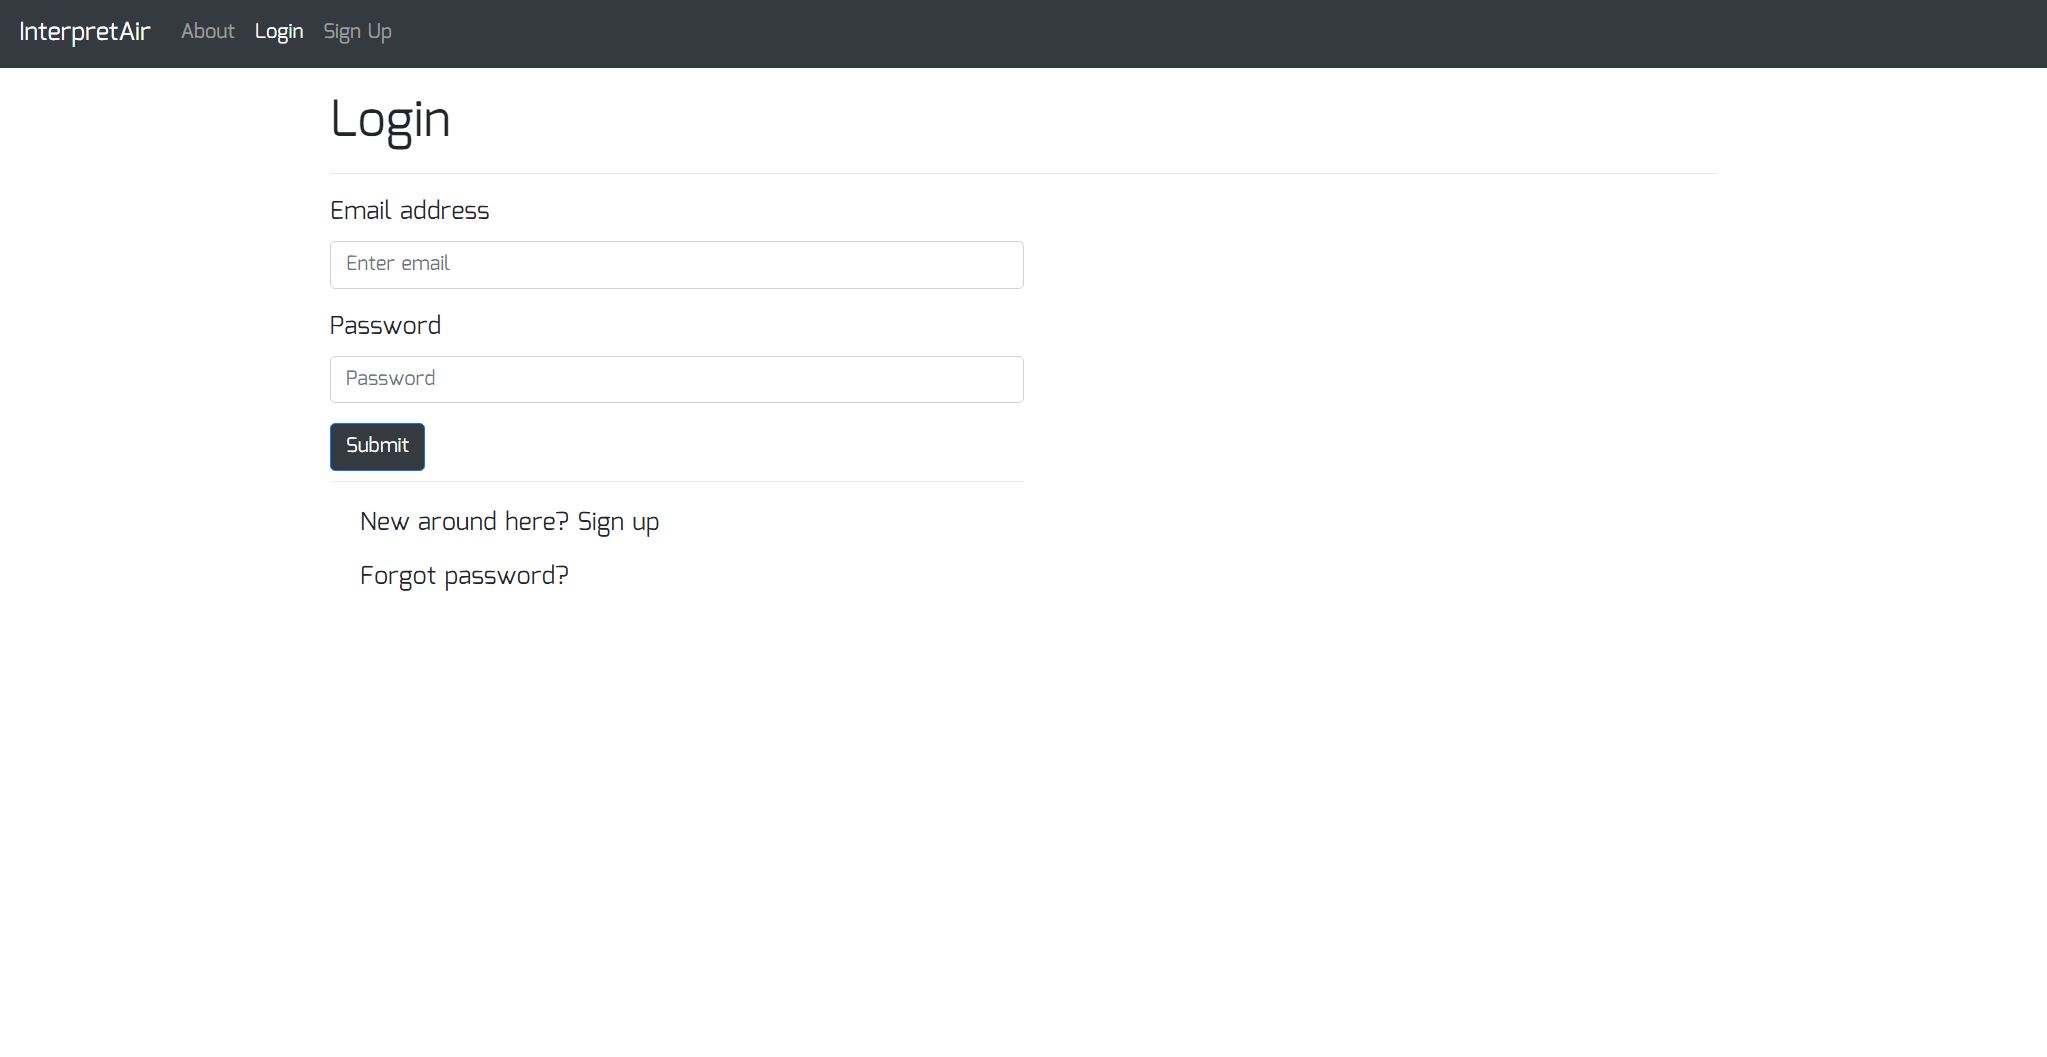 InterpretAir About Login Sign Up
Login
Email address
Enter email
Password
Password
Submit
New around here? Sign up
Forgot password?